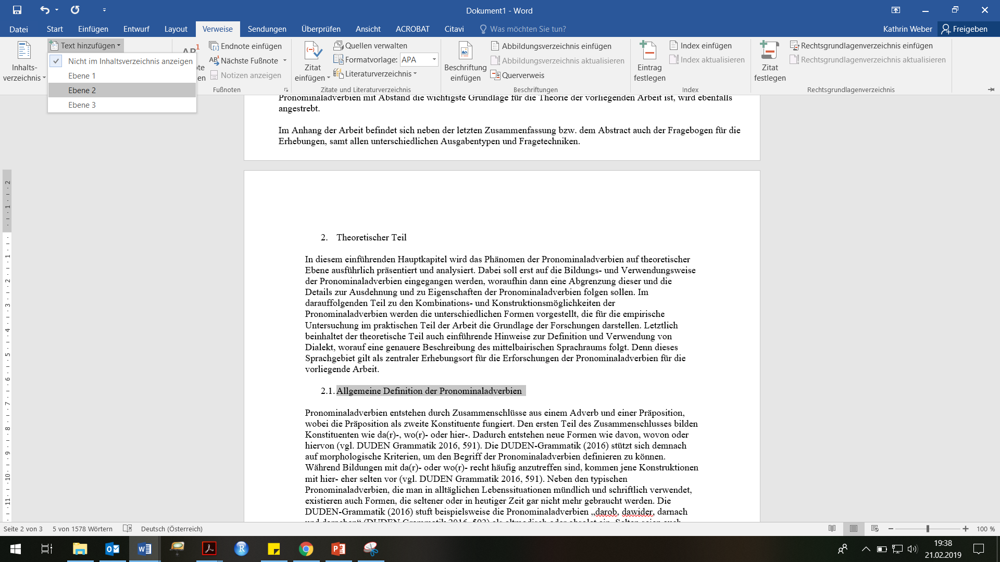 Dokument1 - Word
Datei Start Einfügen Entwurf Layout Verweise Sendungen Überprüfen Ansicht ACROBAT Citavi Was möchten Sie tun? Kathrin Weber Freigeben
Inhalts-
verzeichnis
Text hinzufügen
Nicht im Inhaltsverzeichnis anzeigen
Ebene 1
Ebene 2
Ebene 3
AB1
Endnote einfügen
Nächste Fußnote
Notizen anzeigen
Fußnoten
Zitat
einfügen
Quellen verwalten
Formatvorlage: APA
Literaturverzeichnis
Zitate und Literaturverzeichnis
Beschriftung
einfügen
Abbildungsverzeichnis einfügen
Abbildungsverzeichnis aktualisieren
Querverweis
Beschriftungen
Eintrag
festlegen
Index einfügen
Index aktualisieren
Index
Zitat
festlegen
Rechtsgrundlagenverzeichnis einfügen
Rechtsgrundlagenverzeichnis aktualisieren
Rechtsgrundlagenverzeichnis
Pronominaladverbien mit Abstand die wichtigste Grundlage für die Theorie der vorliegenden Arbeit ist, wird ebenfalls
angestrebt.
Im Anhang der Arbeit befindet sich neben der letzten Zusammenfassung bzw. dem Abstract auch der Fragebogen für die
Erhebungen, samt allen unterschiedlichen Ausgabentypen und Fragetechniken.
2. Theoretischer Teil
In diesem einführenden Hauptkapitel wird das Phänomen der Pronominaladverbien auf theoretischer
Ebene ausführlich präsentiert und analysiert. Dabei soll erst auf die Bildungs- und Verwendungsweise
der Pronominaladverbien eingegangen werden, woraufhin dann eine Abgrenzung dieser und die
Details zur Ausdehnung und zu Eigenschaften der Pronominaladverbien folgen sollen. Im
darauffolgenden Teil zu den Kombinations- und Konstruktionsmöglichkeiten der
Pronominaladverbien werden die unterschiedlichen Formen vorgestellt, die für die empirische
Untersuchung im praktischen Teil der Arbeit die Grundlage der Forschungen darstellen. Letztlich
beinhaltet der theoretische Teil auch einführende Hinweise zur Definition und Verwendung von
Dialekt, worauf eine genauere Beschreibung des mittelbairischen Sprachraums folgt. Denn dieses
Sprachgebiet gilt als zentraler Erhebungsort für die Erforschungen der Pronominaladverbien für die
vorliegende Arbeit.
2.1. Allgemeine Definition der Pronominaladverbien
Pronominaladverbien entstehen durch Zusammenschlüsse aus einem Adverb und einer Präposition,
wobei die Präposition als zweite Konstituente fungiert. Den ersten Teil des Zusammenschlusses bilden
Konstituenten wie da(r)-, wo(r)- oder hier-. Dadurch entstehen neue Formen wie davon, wovon oder
hiervon (vgl. DUDEN Grammatik 2016, 591). Die DUDEN-Grammatik (2016) stützt sich demnach
auf morphologische Kriterien, um den Begriff der Pronominaladverbien definieren zu können.
Während Bildungen mit da(r)- oder wo(r)- recht häufig anzutreffen sind, kommen jene Konstruktionen
mit hier- eher selten vor (vgl. DUDEN Grammatik 2016, 591). Neben den typischen
Pronominaladverbien, die man in alltäglichen Lebenssituationen mündlich und schriftlich verwendet,
existieren auch Formen, die seltener oder in heutiger Zeit gar nicht mehr gebraucht werden. Die
DUDEN-Grammatik (2016) stuft beispielsweise die Pronominaladverbien „darob, dawider, darnach
Seite 2 von 3 5 von 1578 Wörtern Deutsch (Österreich) 100 %
19:38
21.02.2019